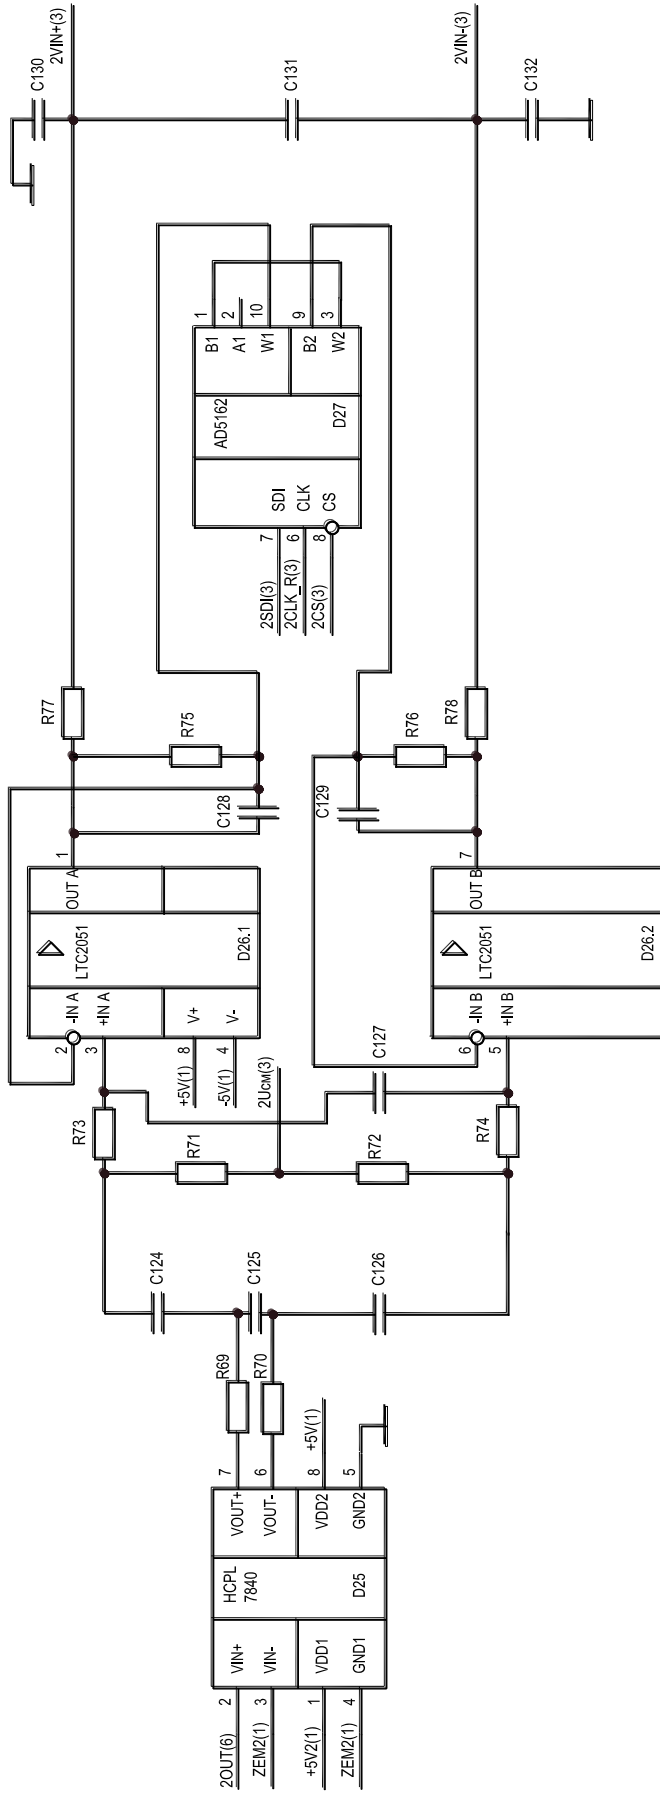 2OUT(6)
ZEM2(1)
+5V2(1)
ZEM2(1)
2
3
1
4
VIN+
VIN-
VDD1
GND1
HCPL
7840
D25
VOUT+
VOUT-
VDD2
GND2
7
6
8
5
+5V(1)
R69
R70
C124
C125
C126
R73
R71
R72
R74
2Uсм(3)
C127
+5V(1)
-5V(1)
2
3
8
4
-IN A
+IN A
V+
V-
LTC2051
D26.1
OUT A
1
6
5
-IN B
+IN B
LTC2051
D26.2
OUT B
7
C128
C129
R77
R75
R76
R78
2SDI(3)
2CLK_R(3)
2CS(3)
7
6
8
SDI
CLK
CS
AD5162
D27
B1
A1
W1
B2
W2
1
2
10
9
3
C130
C131
C132
2VIN+(3)
2VIN-(3)